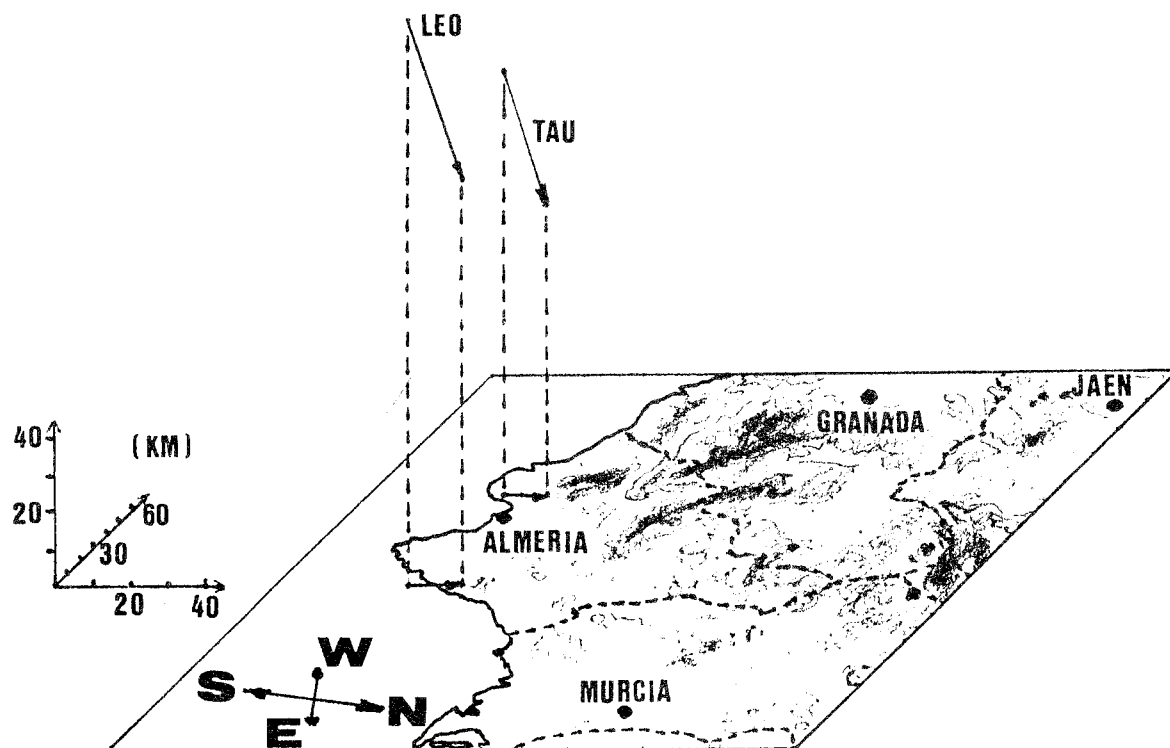 LEO
TAU
JAEN
GRANADA
40
(KM)
20
60
30
ALMERIA
20 40
W
S
N
E
MURCIA